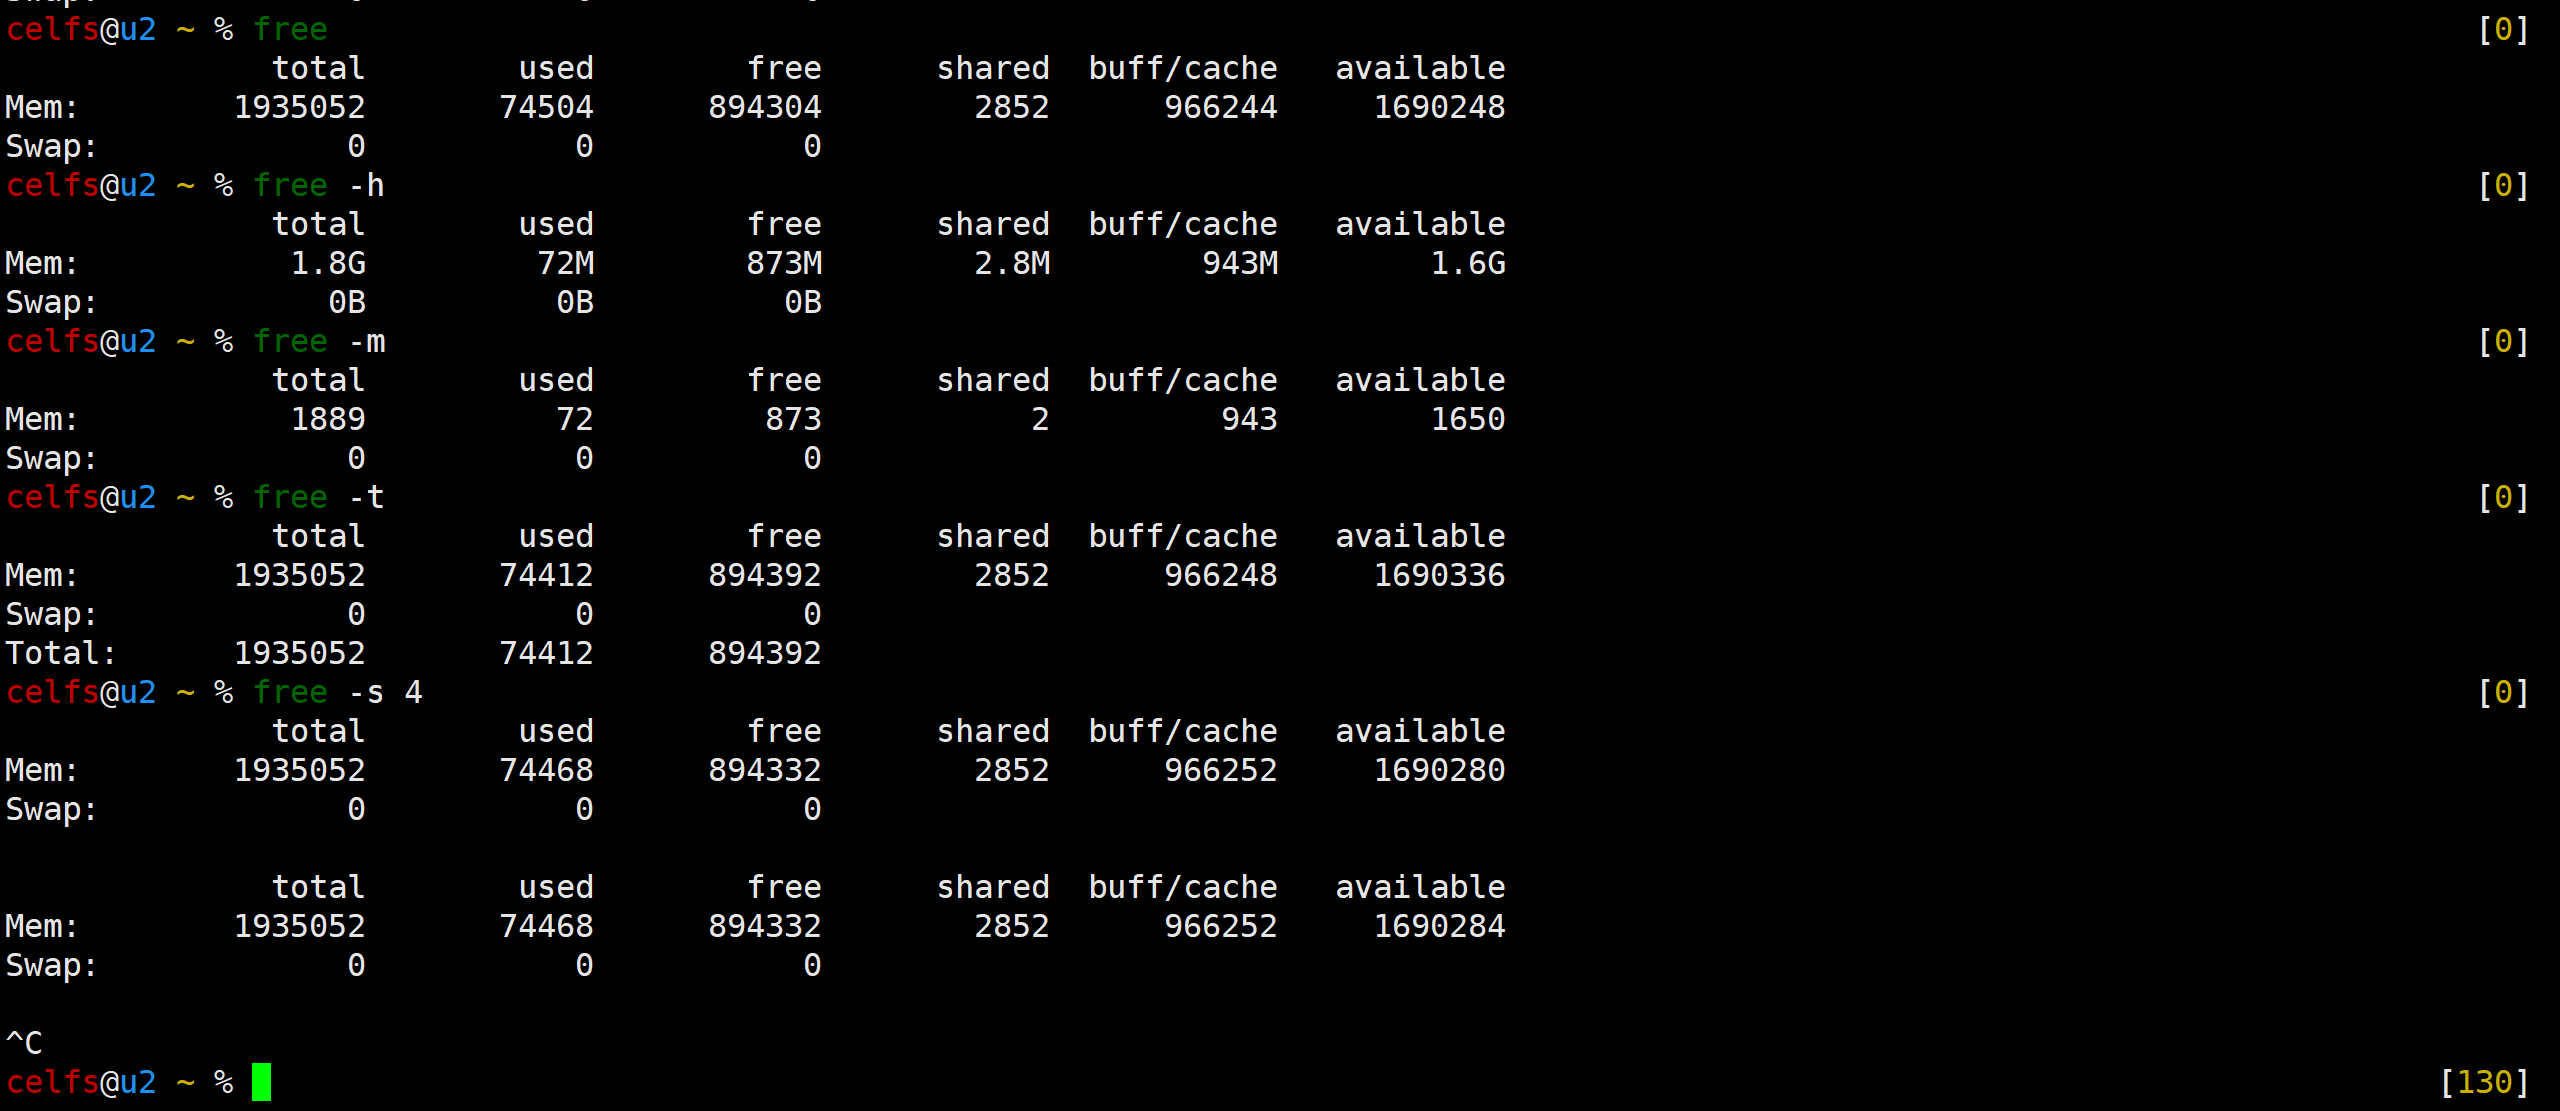 Swap:              0           0           0
celfs@u2 ~ % free [0]
              total        used        free      shared  buff/cache   available
Mem:        1935052       74504      894304        2852      966244     1690248
Swap:             0           0           0
celfs@u2 ~ % free -h [0]
              total        used        free      shared  buff/cache   available
Mem:           1.8G         72M        873M        2.8M        943M        1.6G
Swap:            0B          0B          0B
celfs@u2 ~ % free -m [0]
              total        used        free      shared  buff/cache   available
Mem:           1889          72         873           2         943        1650
Swap:             0           0           0
celfs@u2 ~ % free -t [0]
              total        used        free      shared  buff/cache   available
Mem:        1935052       74412      894392        2852      966248     1690336
Swap:             0           0           0
Total:      1935052       74412      894392
celfs@u2 ~ % free -s 4 [0]
              total        used        free      shared  buff/cache   available
Mem:        1935052       74468      894332        2852      966252     1690280
Swap:             0           0           0
              total        used        free      shared  buff/cache   available
Mem:        1935052       74468      894332        2852      966252     1690284
Swap:             0           0           0
^C
celfs@u2 ~ % [130]